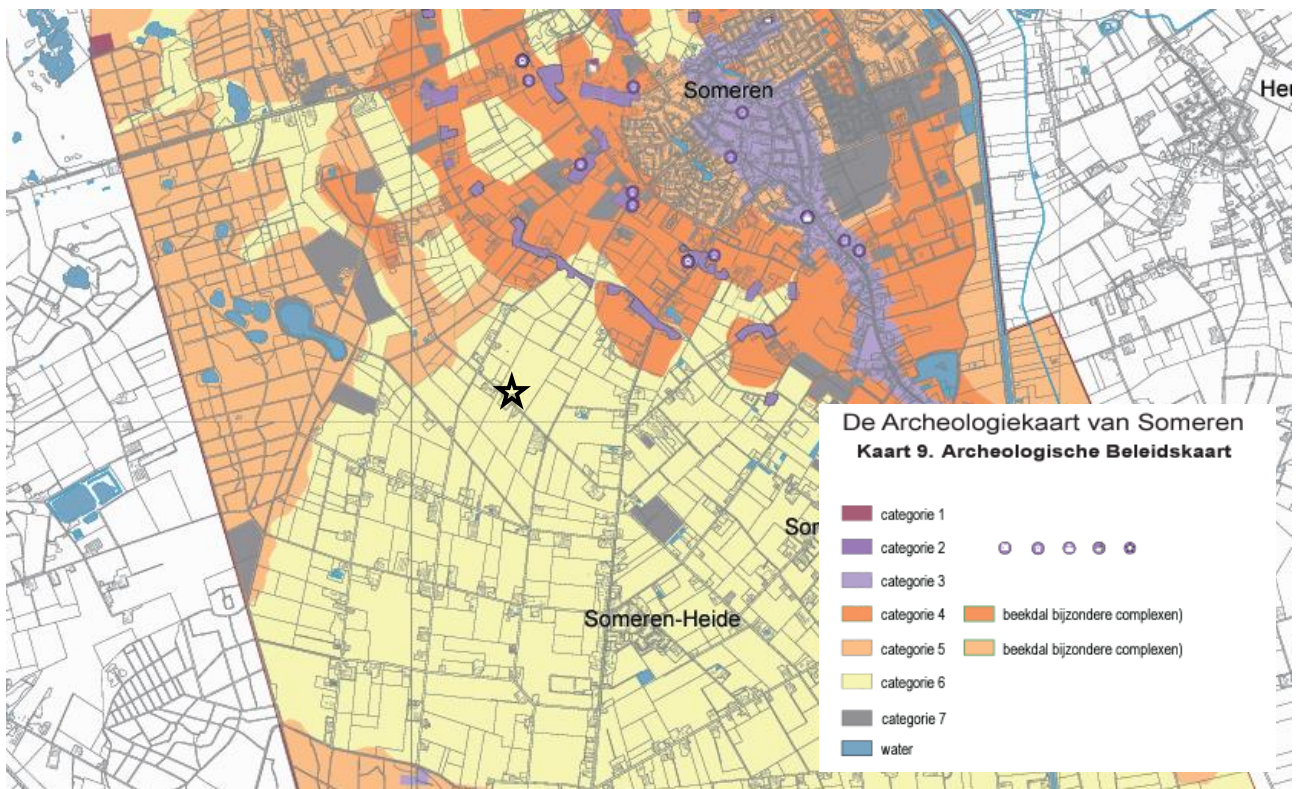 Someren
Heu
De Archeologiekaart van Someren
Kaart 9. Archeologische Beleidskaart
categorie 1
categorie 2
categorie 3
categorie 4
beekdal bijzondere complexen)
categorie 5
beekdal bijzondere complexen)
Som
categorie 6
Someren-Heide
categorie 7
water